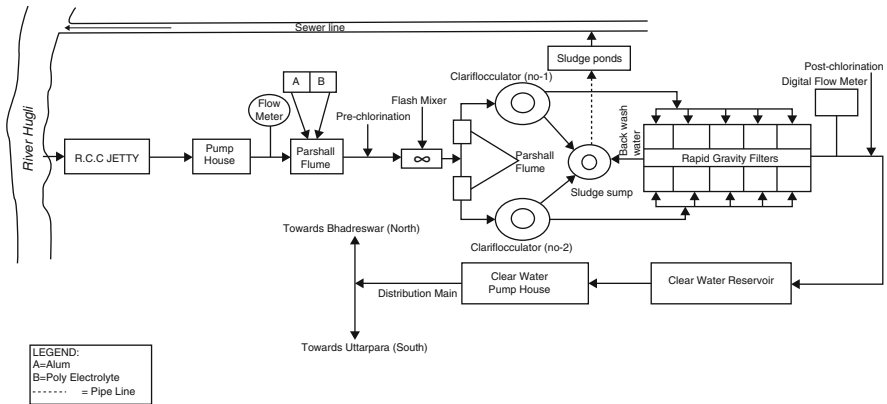 Sewer line
River Hugli
R.C.C JETTY
Pump
House
Flow
Meter
A B
Parshall
Flume
Pre-chlorination
Flash Mixer
∞
Clariflocculator (no-1)
Parshall
Flume
Clariflocculator (no-2)
Sludge ponds
Sludge sump
Back wash
water
Rapid Gravity Filters
Post-chlorination
Digital Flow Meter
Clear Water Reservoir
Clear Water
Pump House
Distribution Main
Towards Bhadreswar (North)
Towards Uttarpara (South)
LEGEND:
A=Alum
B=Poly Electrolyte
= Pipe Line